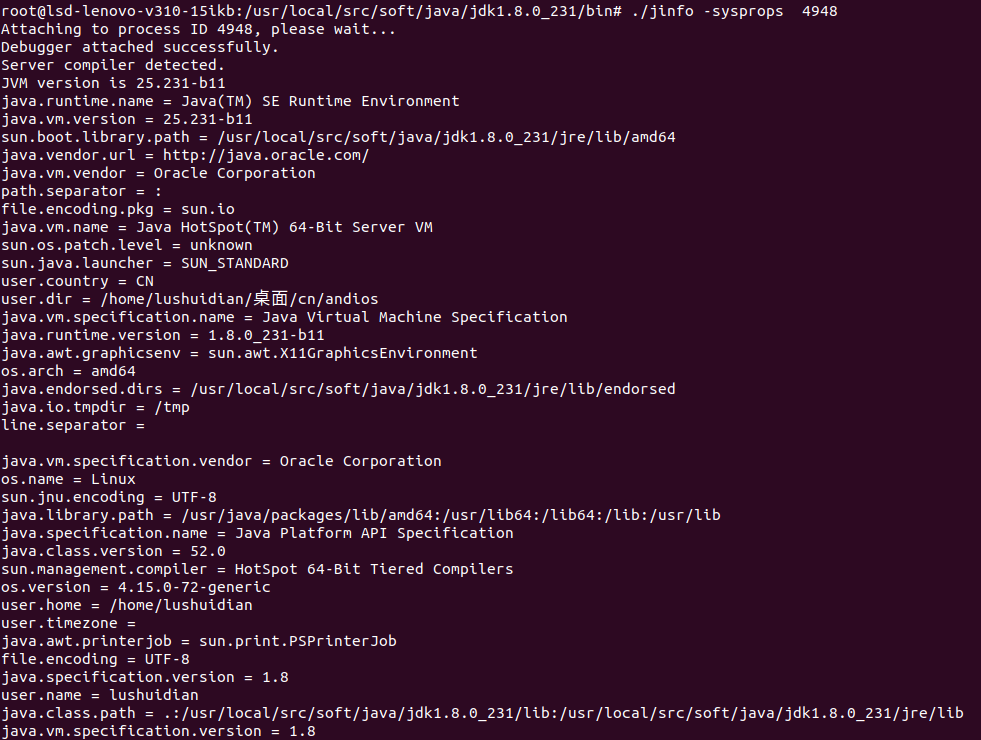 root@lsd-lenovo-v310-15ikb:/usr/local/src/soft/java/jdk1.8.0_231/bin# ./jinfo -sysprops  4948
Attaching to process ID 4948, please wait...
Debugger attached successfully.
Server compiler detected.
JVM version is 25.231-b11
java.runtime.name = Java(TM) SE Runtime Environment
java.vm.version = 25.231-b11
sun.boot.library.path = /usr/local/src/soft/java/jdk1.8.0_231/jre/lib/amd64
java.vendor.url = http://java.oracle.com/
java.vm.vendor = Oracle Corporation
path.separator = :
file.encoding.pkg = sun.io
java.vm.name = Java HotSpot(TM) 64-Bit Server VM
sun.os.patch.level = unknown
sun.java.launcher = SUN_STANDARD
user.country = CN
user.dir = /home/lushuidian/桌面/cn/andios
java.vm.specification.name = Java Virtual Machine Specification
java.runtime.version = 1.8.0_231-b11
java.awt.graphicsenv = sun.awt.X11GraphicsEnvironment
os.arch = amd64
java.endorsed.dirs = /usr/local/src/soft/java/jdk1.8.0_231/jre/lib/endorsed
java.io.tmpdir = /tmp
line.separator =

java.vm.specification.vendor = Oracle Corporation
os.name = Linux
sun.jnu.encoding = UTF-8
java.library.path = /usr/java/packages/lib/amd64:/usr/lib64:/lib64:/lib:/usr/lib
java.specification.name = Java Platform API Specification
java.class.version = 52.0
sun.management.compiler = HotSpot 64-Bit Tiered Compilers
os.version = 4.15.0-72-generic
user.home = /home/lushuidian
user.timezone =
java.awt.printerjob = sun.print.PSPrinterJob
file.encoding = UTF-8
java.specification.version = 1.8
user.name = lushuidian
java.class.path = .:/usr/local/src/soft/java/jdk1.8.0_231/lib:/usr/local/src/soft/java/jdk1.8.0_231/jre/lib
java.vm.specification.version = 1.8